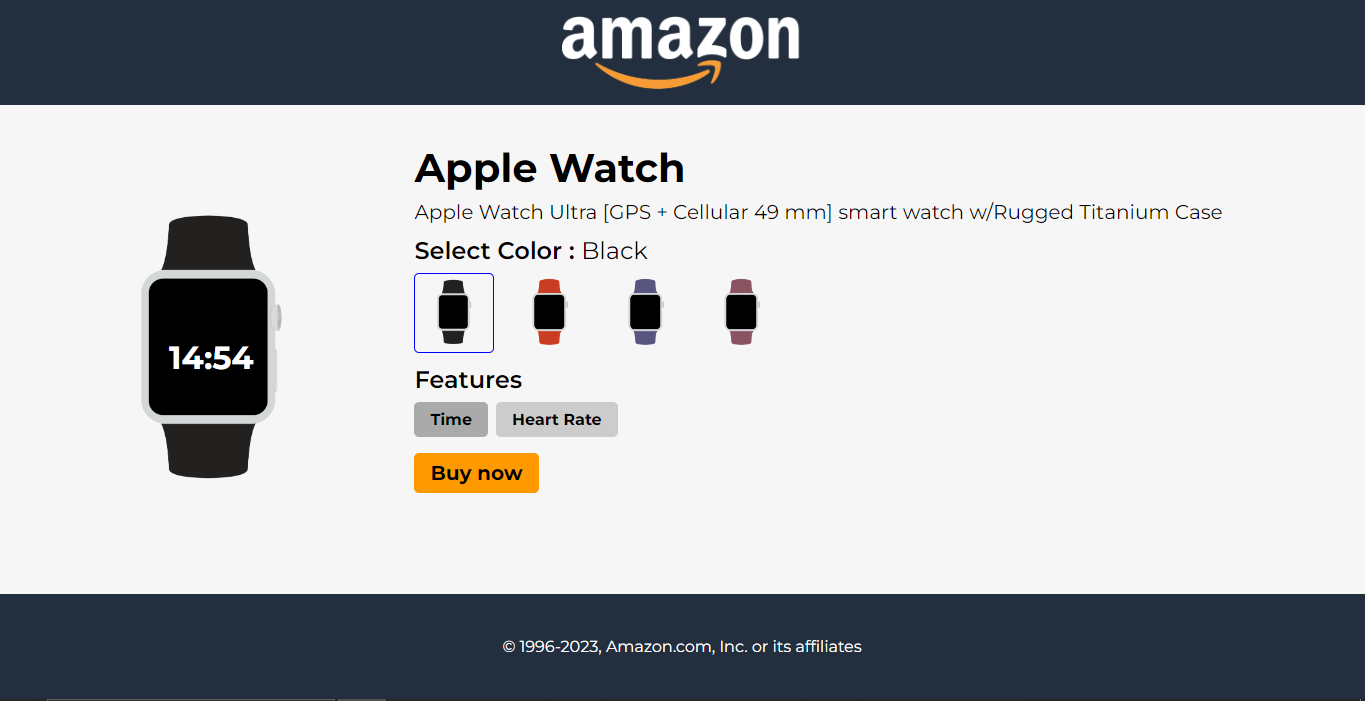 amazon
Apple Watch
Apple Watch Ultra [GPS + Cellular 49 mm] smart watch w/Rugged Titanium Case
Select Color : Black
14:54
Features
Time Heart Rate
Buy now
© 1996-2023, Amazon.com, Inc. or its affiliates